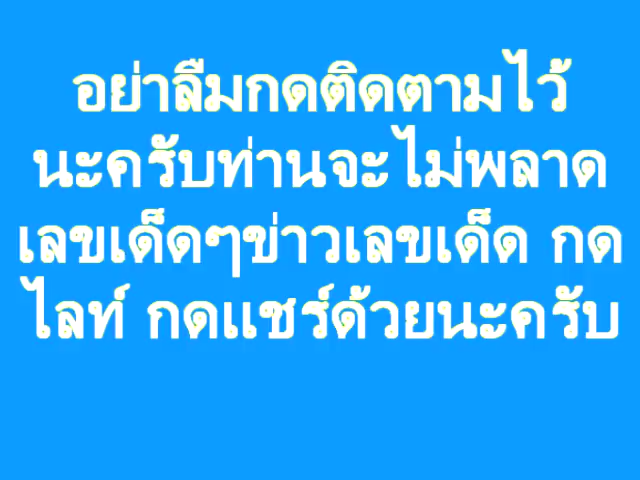 อย่าลืมกดติดตามไว้
นะครับท่านจะไม่พลาด
เลขเด็ดๆข่าวเลขเด็ด กด
ไลท์ กดแชร์ด้วยนะครับ